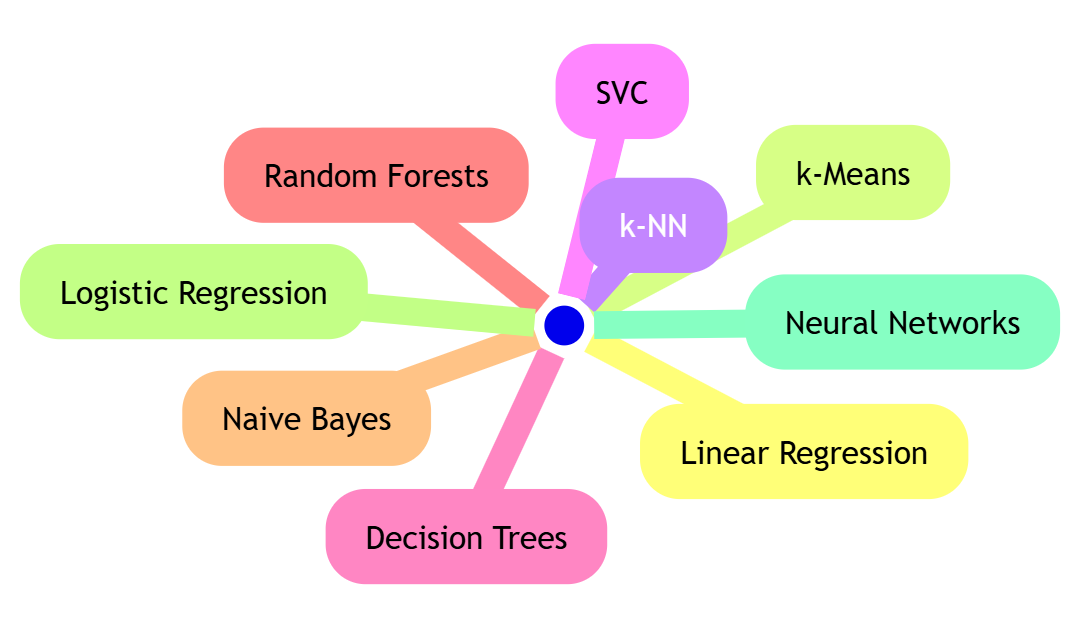 SVC
k-Means
Random Forests
k-NN
Logistic Regression
Neural Networks
Naive Bayes
Linear Regression
Decision Trees